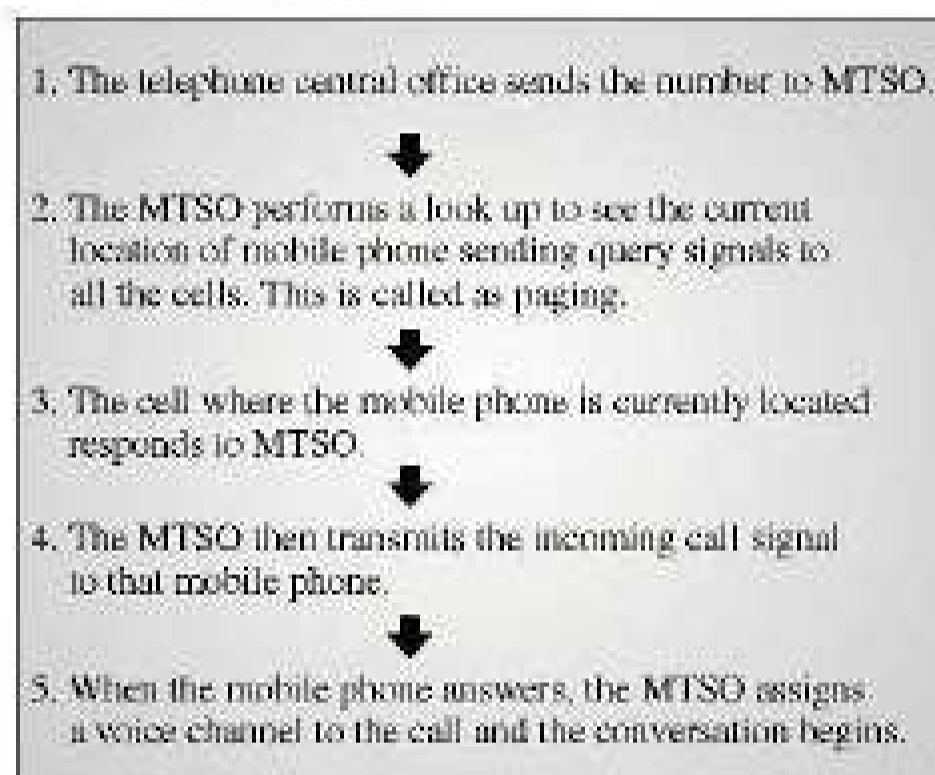 1. The telephone central office sends the number to MTSO.
2. The MTSO performs a look up to see the current
location of mobile phone sending query signals to
all the cells. This is called as paging.
3. The cell where the mobile phone is currently located
responds to MTSO.
4. The MTSO then transmits the incoming call signal
to that mobile phone.
5. When the mobile phone answers, the MTSO assigns
a voice channel to the call and the conversation begins.